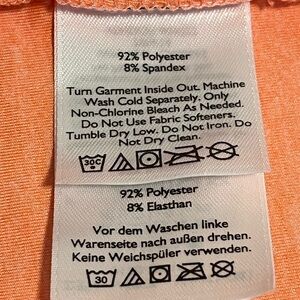 92% Polyester
8% Spandex
Turn Garment Inside Out. Machine
Wash Cold Separately, Only
Non-Chlorine Bleach As Needed.
Do Not Use Fabric Softeners.
Tumble Dry Low. Do Not Iron. Do
Not Dry Clean.
30C
92% Polyester
8% Elasthan
Vor dem Waschen linke
Warenseite nach außen drehen.
Keine Weichspüler verwenden.
30